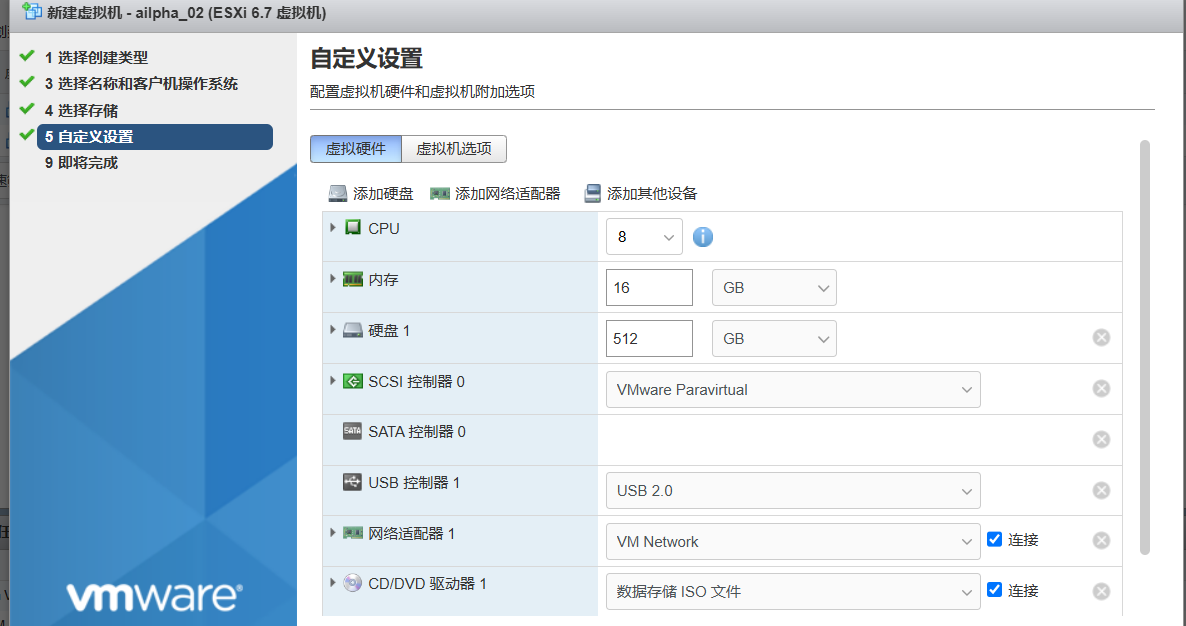 新建虚拟机 - ailpha_02 (ESXi 6.7 虚拟机)
1 选择创建类型
3 选择名称和客户机操作系统
4 选择存储
5 自定义设置
9 即将完成
vmware®
自定义设置
配置虚拟机硬件和虚拟机附加选项
虚拟硬件 虚拟机选项
添加硬盘 添加网络适配器 添加其他设备
CPU 8
内存 16 GB
硬盘 1 512 GB
SCSI 控制器 0 VMware Paravirtual
SATA SATA 控制器 0
USB 控制器 1 USB 2.0
网络适配器 1 VM Network 连接
CD/DVD 驱动器 1 数据存储 ISO 文件 连接